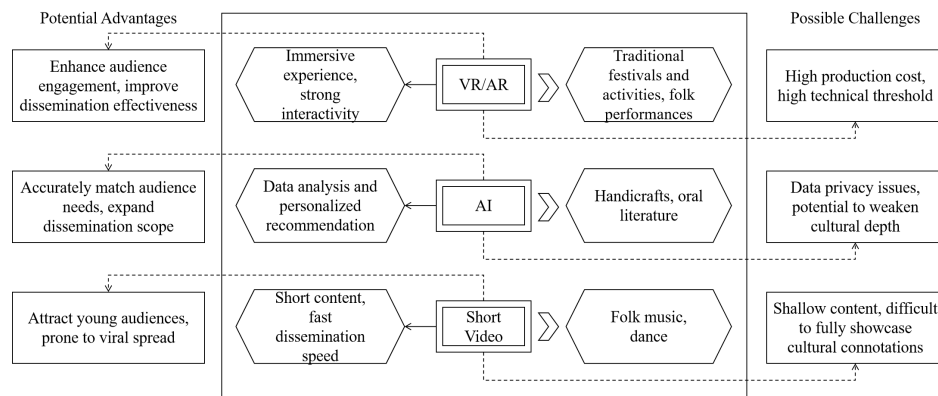 Potential Advantages
Possible Challenges
Enhance audience
engagement, improve
dissemination effectiveness
Immersive
experience,
strong
interactivity
VR/AR
Traditional
festivals and
activities, folk
performances
High production cost,
high technical threshold
Accurately match audience
needs, expand
dissemination scope
Data analysis and
personalized
recommendation
AI
Handicrafts, oral
literature
Data privacy issues,
potential to weaken
cultural depth
Attract young audiences,
prone to viral spread
Short content,
fast
dissemination
speed
Short
Video
Folk music,
dance
Shallow content, difficult
to fully showcase
cultural connotations